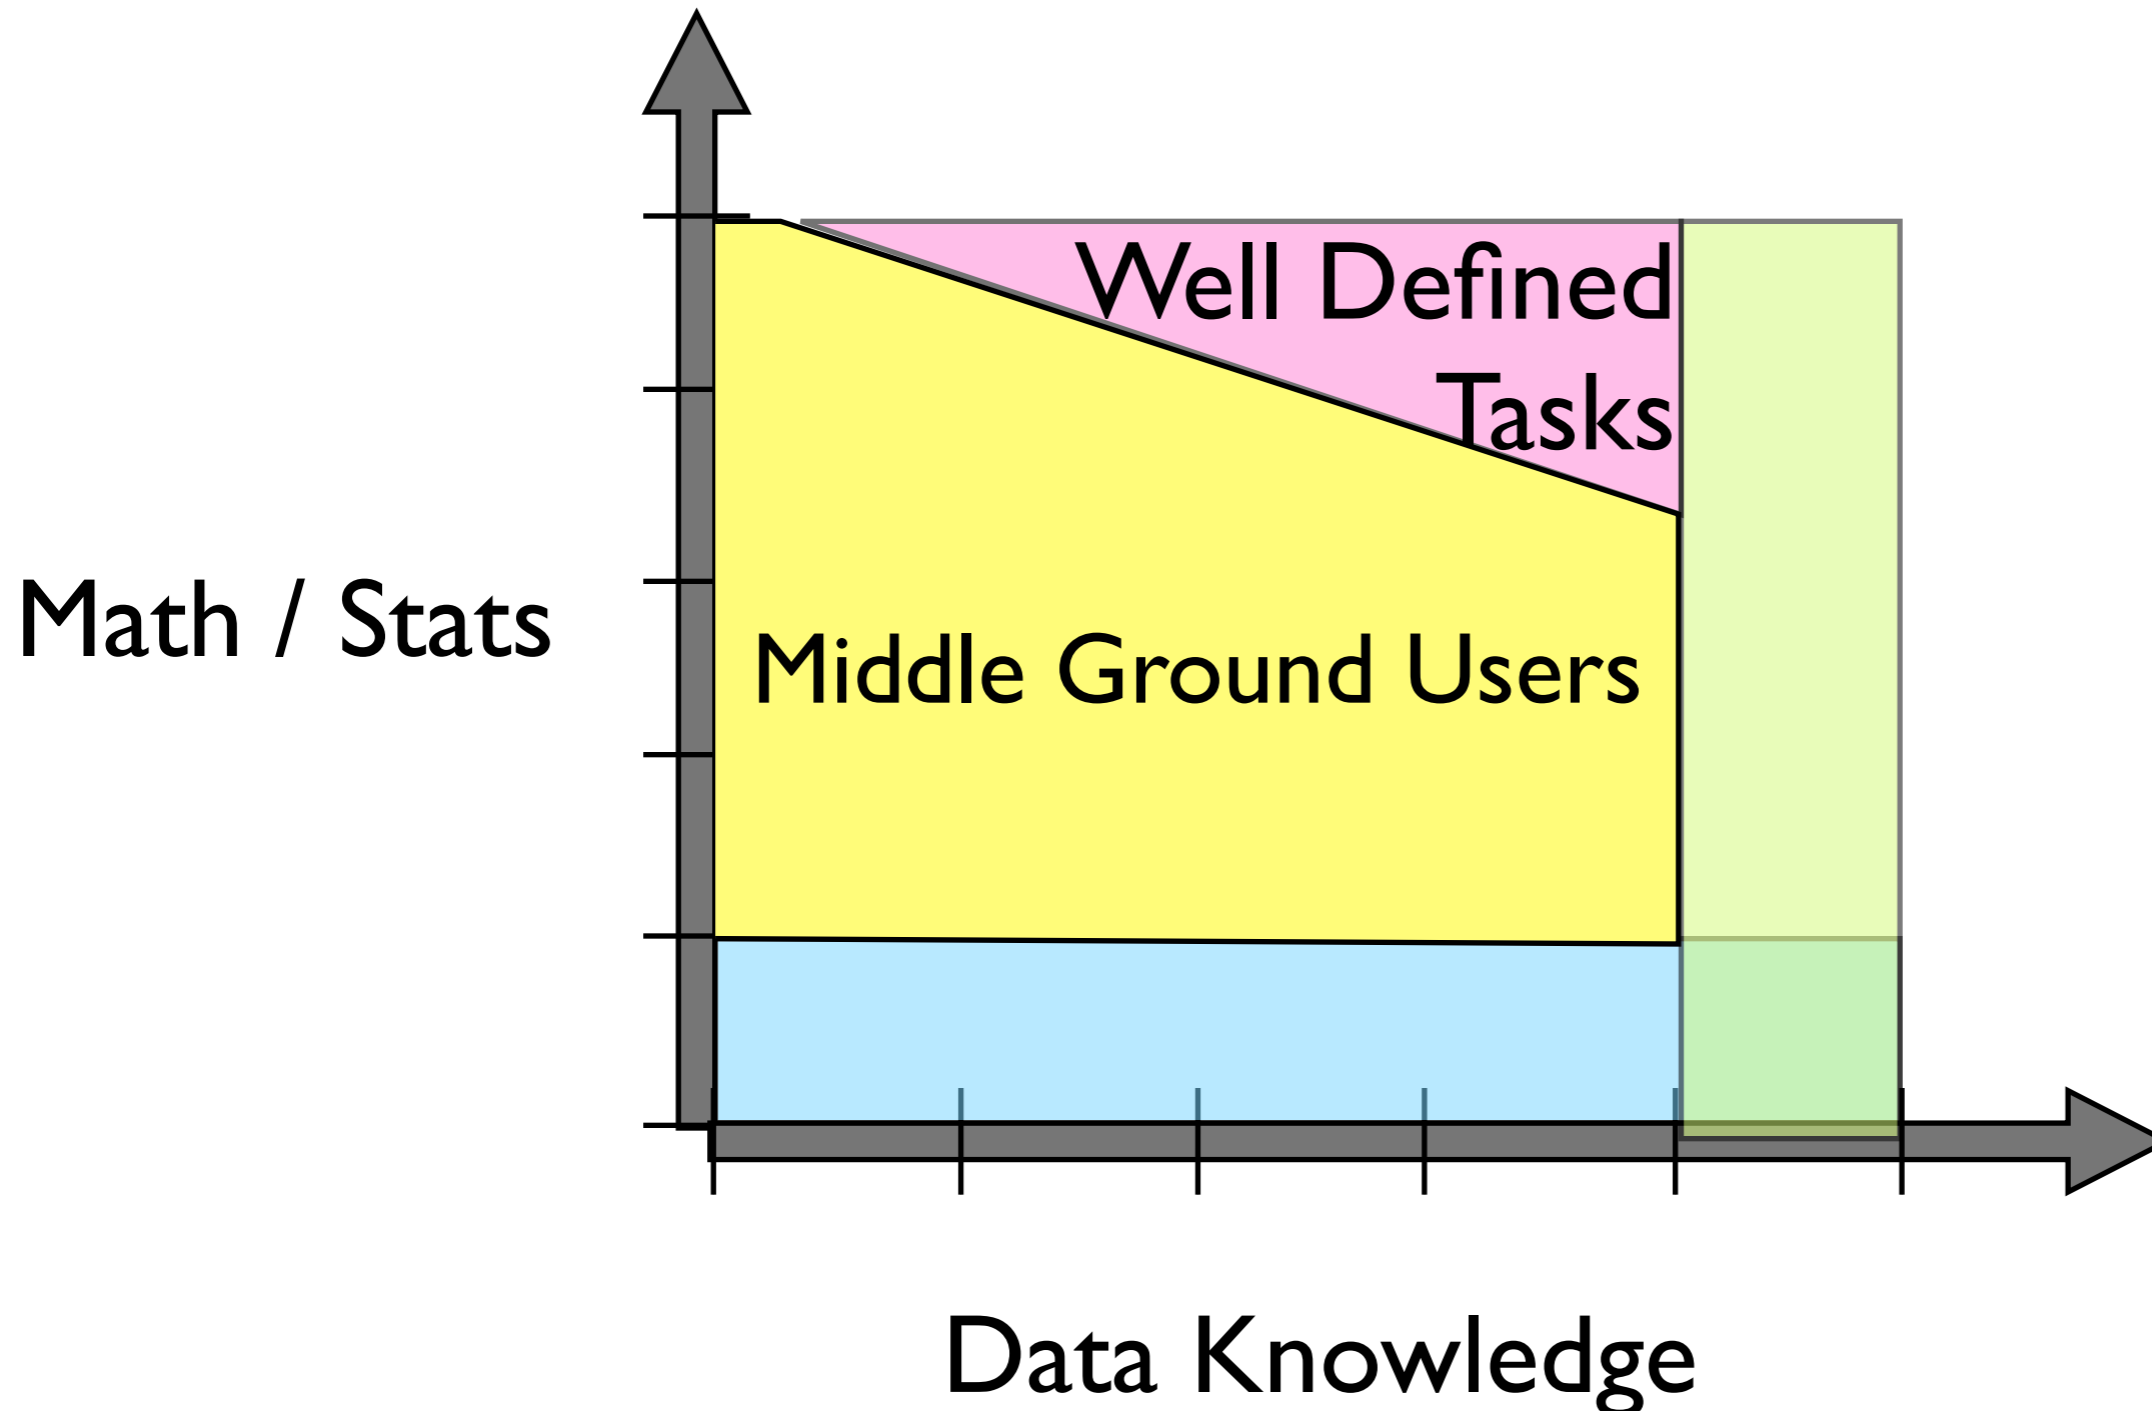 Well Defined
Tasks
Math / Stats
Middle Ground Users
Data Knowledge